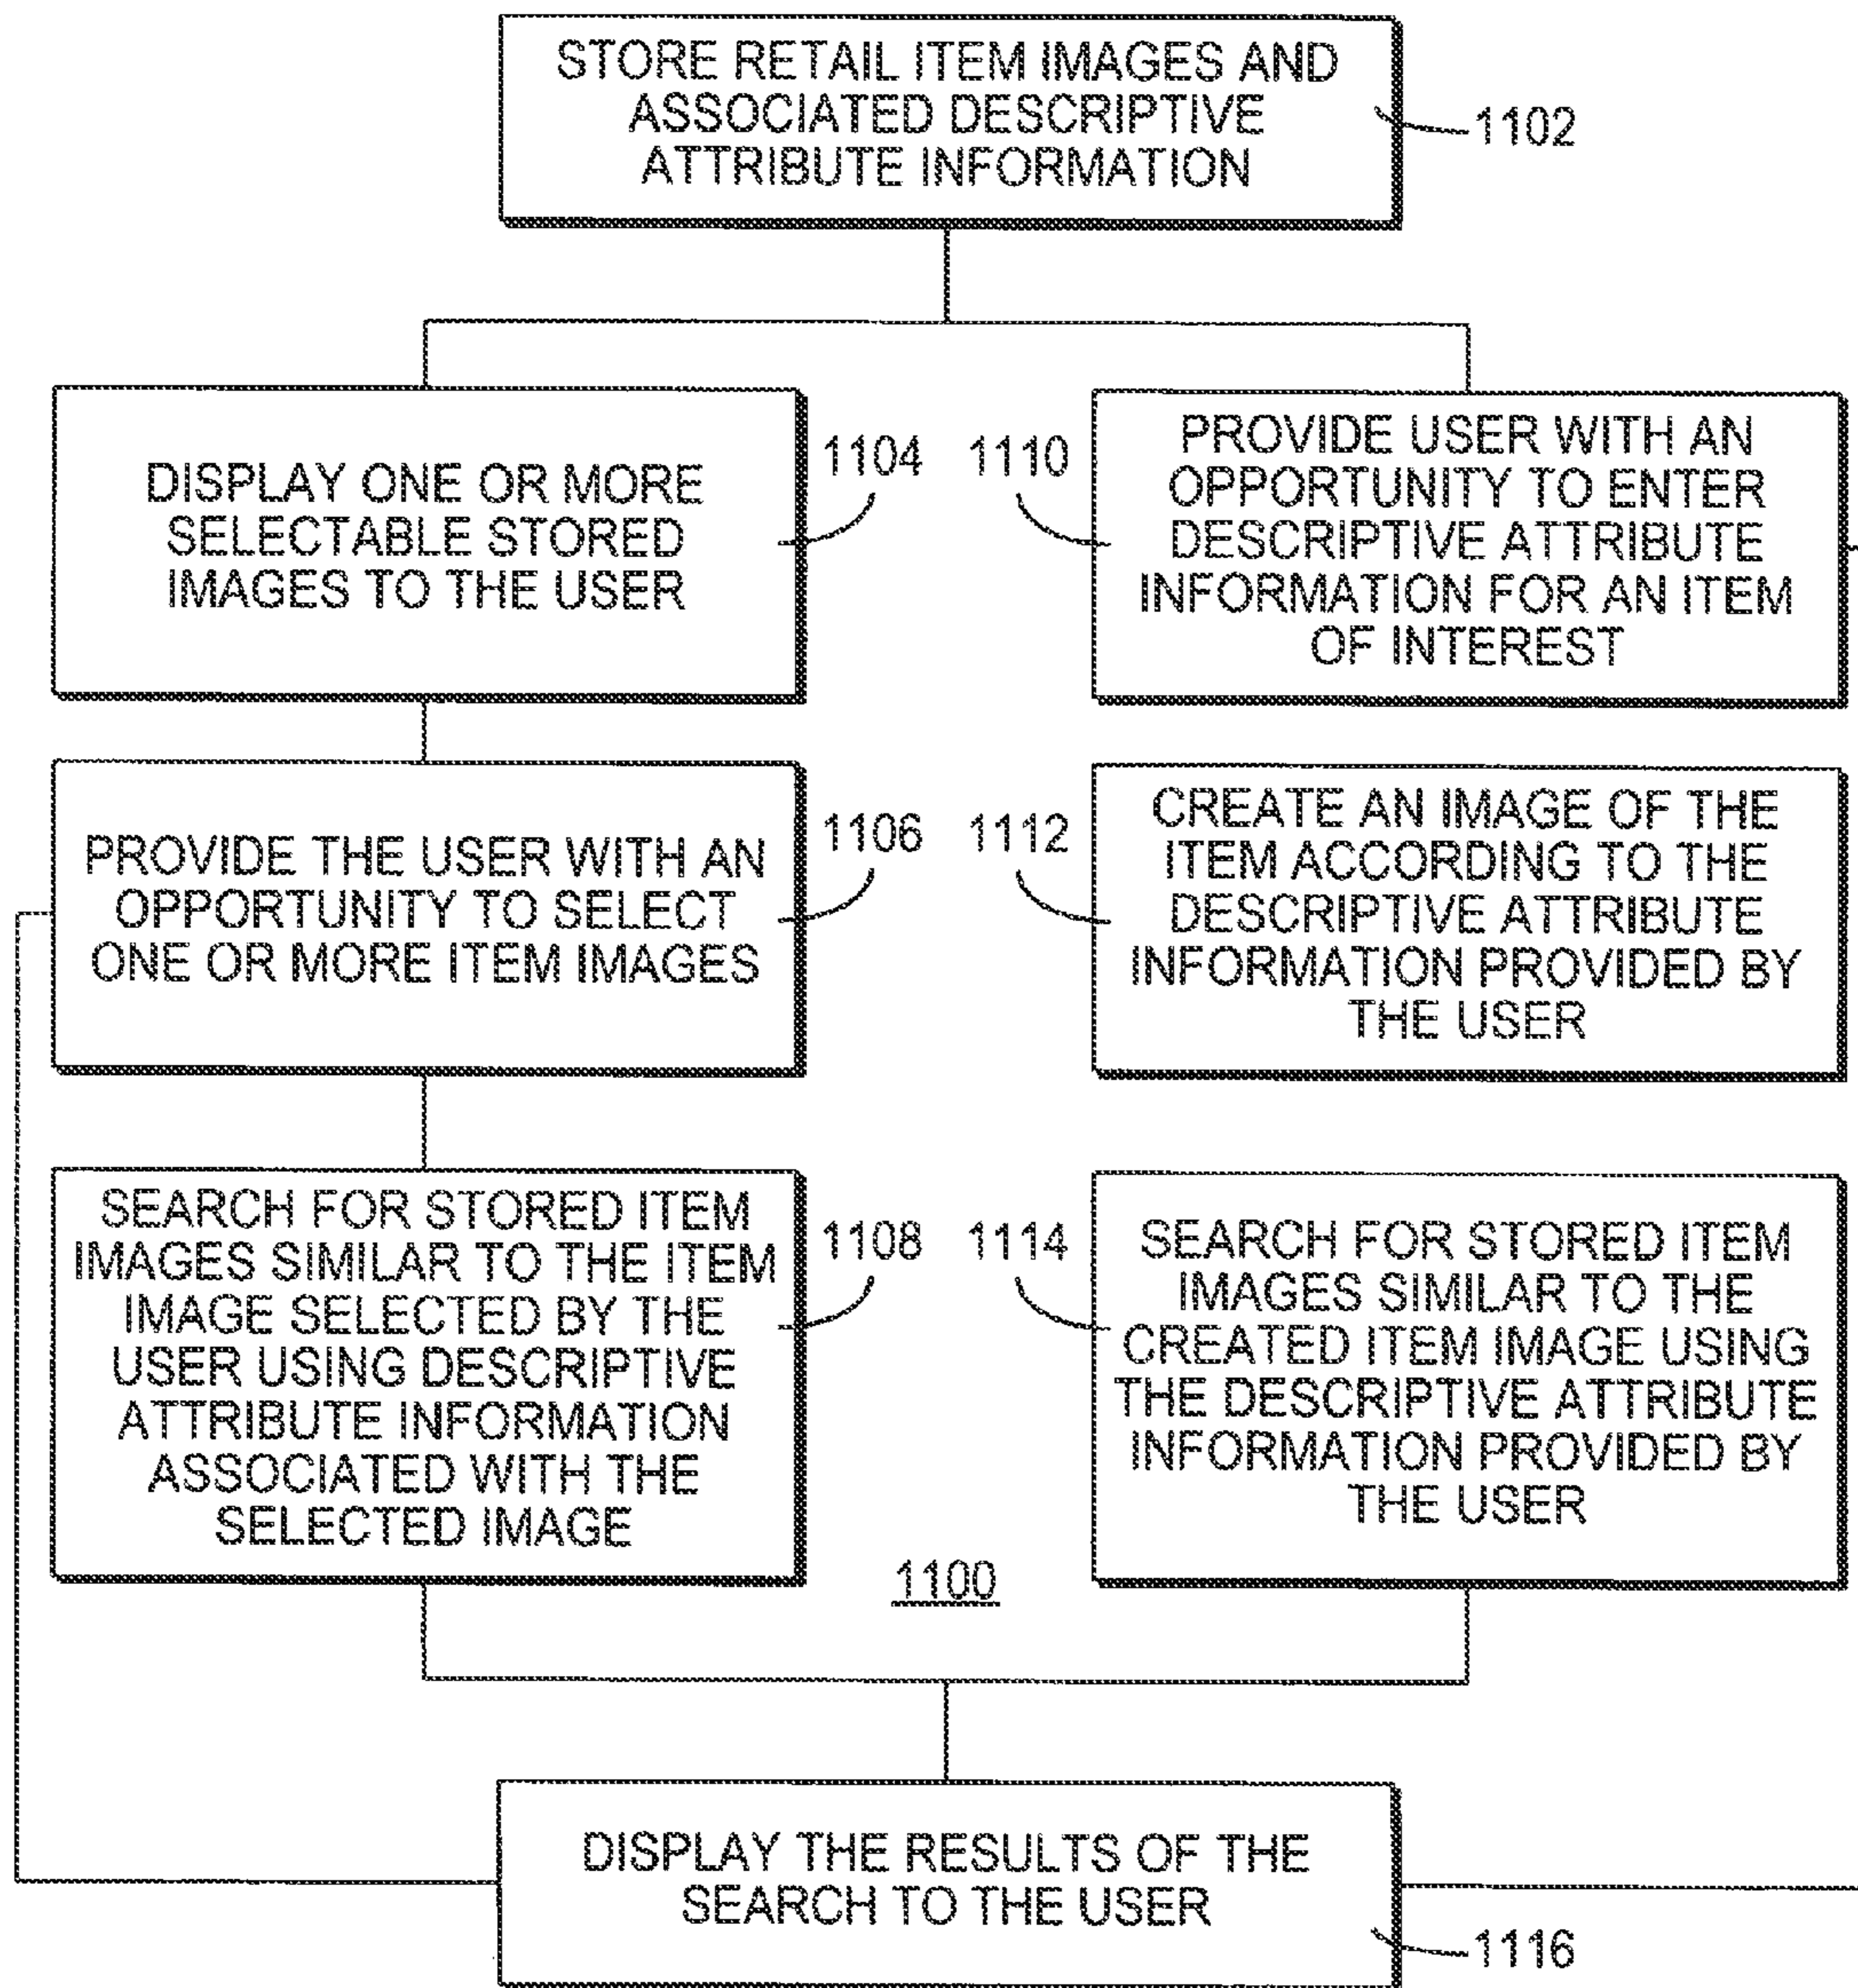 STORE RETAIL ITEM IMAGES AND
ASSOCIATED DESCRIPTIVE
ATTRIBUTE INFORMATION
1102
DISPLAY ONE OR MORE
SELECTABLE STORED
IMAGES TO THE USER
1104
PROVIDE THE USER WITH AN
OPPORTUNITY TO SELECT
ONE OR MORE ITEM IMAGES
1106
SEARCH FOR STORED ITEM
IMAGES SIMILAR TO THE ITEM
IMAGE SELECTED BY THE
USER USING DESCRIPTIVE
ATTRIBUTE INFORMATION
ASSOCIATED WITH THE
SELECTED IMAGE
1108
1110
PROVIDE USER WITH AN
OPPORTUNITY TO ENTER
DESCRIPTIVE ATTRIBUTE
INFORMATION FOR AN ITEM
OF INTEREST
1112
CREATE AN IMAGE OF THE
ITEM ACCORDING TO THE
DESCRIPTIVE ATTRIBUTE
INFORMATION PROVIDED BY
THE USER
1114
SEARCH FOR STORED ITEM
IMAGES SIMILAR TO THE
CREATED ITEM IMAGE USING
THE DESCRIPTIVE ATTRIBUTE
INFORMATION PROVIDED BY
THE USER
1100
DISPLAY THE RESULTS OF THE
SEARCH TO THE USER
1116